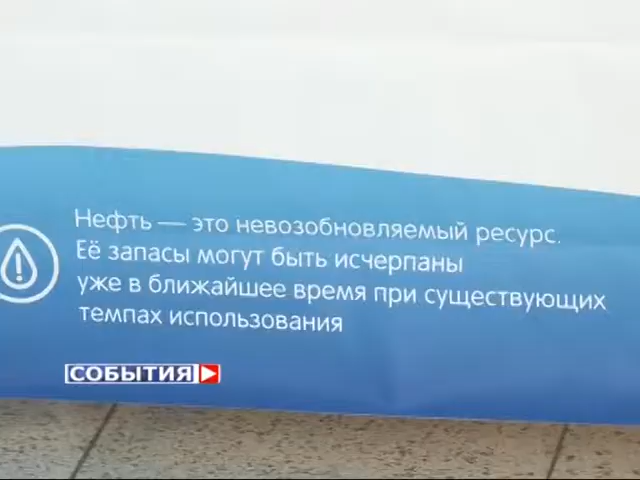 Нефть — это невозобновляемый ресурс.
Её запасы могут быть исчерпаны
уже в ближайшее время при существующих
темпах использования
СОБЫТИЯ